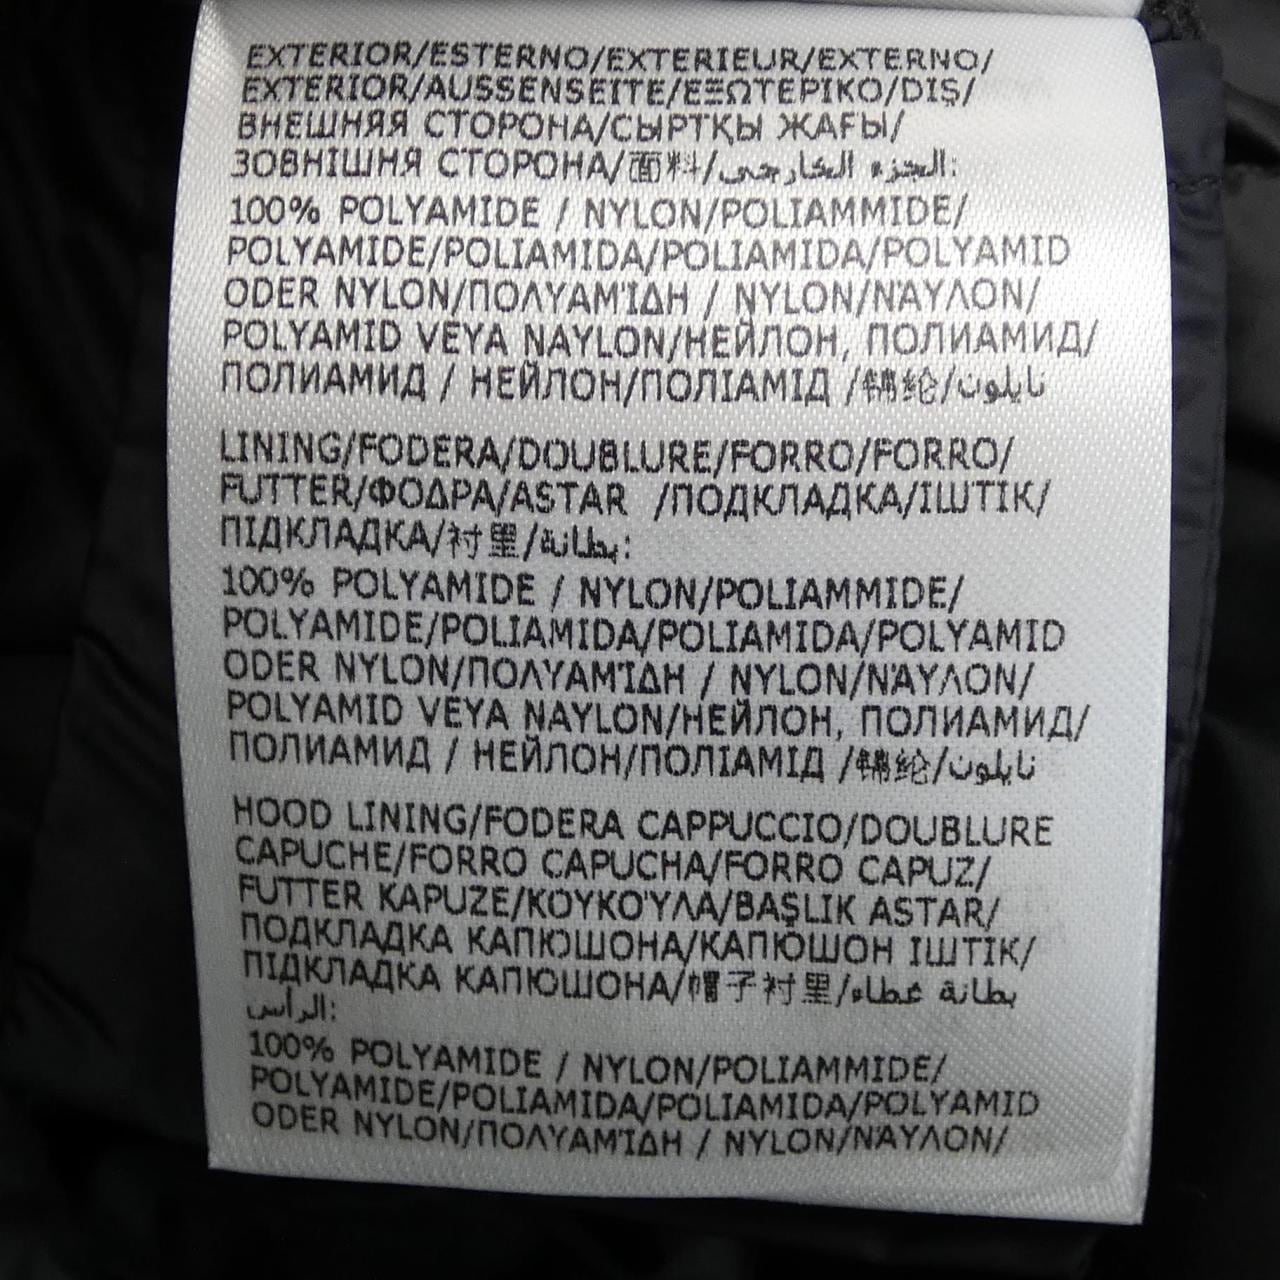 EXTERIOR/ESTERNO/EXTERIEUR/EXTERNO/
EXTERIOR/AUSSENSEITE/ΕΞΩΤΕΡΙΚΟ/DIŞ/
ВНЕШНЯЯ СТОРОНА/СЫРТҚЫ ЖАҒЫ/
ЗОВНІШНЯ СТОРОНА/面料/الجزء الخارجي:
100% POLYAMIDE / NYLON/POLIAMMIDE/
POLYAMIDE/POLIAMIDA/POLIAMIDA/POLYAMID
ODER NYLON/ΠΟΛΥΑΜΊΔΗ / NYLON/ΝΆΥΛΟΝ/
POLYAMID VEYA NAYLON/НЕЙЛОН, ПОЛИАМИД/
ПОЛИАМИД / НЕЙЛОН/ПОЛІАМІД /锦纶/نايلون
LINING/FODERA/DOUBLURE/FORRO/FORRO/
FUTTER/ΦΟΔΡΑ/ASTAR /ПОДКЛАДКА/ІШТІК/
ПІДКЛАДКА/衬里/بطانة:
100% POLYAMIDE / NYLON/POLIAMMIDE/
POLYAMIDE/POLIAMIDA/POLIAMIDA/POLYAMID
ODER NYLON/ΠΟΛΥΑΜΊΔΗ / NYLON/ΝΆΥΛΟΝ/
POLYAMID VEYA NAYLON/НЕЙЛОН, ПОЛИАМИД/
ПОЛИАМИД / НЕЙЛОН/ПОЛІАМІД /锦纶/نايلون
HOOD LINING/FODERA CAPPUCCIO/DOUBLURE
CAPUCHE/FORRO CAPUCHA/FORRO CAPUZ/
FUTTER KAPUZE/ΚΟΥΚΟΎΛΑ/BAŞLIK ASTAR/
ПОДКЛАДКА КАПЮШОНА/КАПЮШОН ІШТІК/
ПІДКЛАДКА КАПЮШОНА/帽子衬里/بطانة غطاء
الرأس:
100% POLYAMIDE / NYLON/POLIAMMIDE/
POLYAMIDE/POLIAMIDA/POLIAMIDA/POLYAMID
ODER NYLON/ΠΟΛΥΑΜΊΔΗ / NYLON/ΝΆΥΛΟΝ/